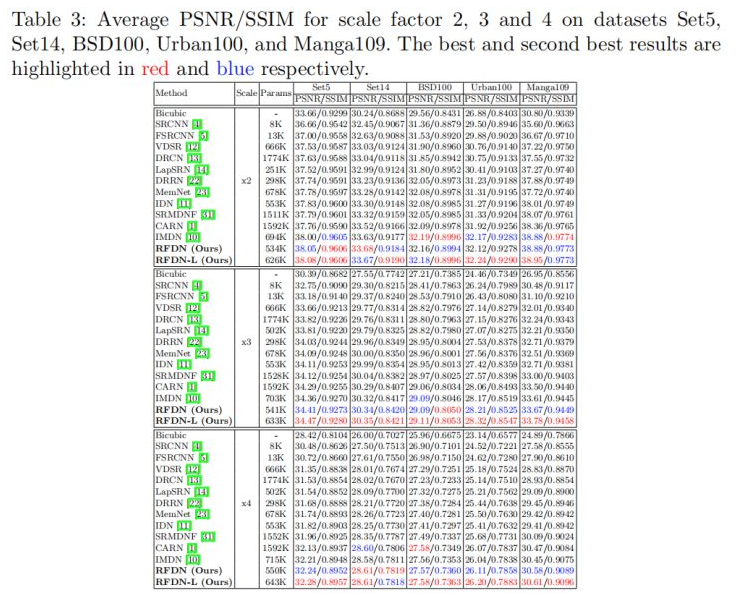 Table 3: Average PSNR/SSIM for scale factor 2, 3 and 4 on datasets Set5,
Set14, BSD100, Urban100, and Manga109. The best and second best results are
highlighted in red and blue respectively.
Method Scale Params Set5 Set14 BSD100 Urban100 Manga109
PSNR/SSIM PSNR/SSIM PSNR/SSIM PSNR/SSIM PSNR/SSIM
Bicubic - 33.66/0.9299 30.24/0.8688 29.56/0.8431 26.88/0.8403 30.80/0.9339
SRCNN [4] 8K 36.66/0.9542 32.45/0.9067 31.36/0.8879 29.50/0.8946 35.60/0.9663
FSRCNN [5] 13K 37.00/0.9558 32.63/0.9088 31.53/0.8920 29.88/0.9020 36.67/0.9710
VDSR [12] 666K 37.53/0.9587 33.03/0.9124 31.90/0.8960 30.76/0.9140 37.22/0.9750
DRCN [13] 1774K 37.63/0.9588 33.04/0.9118 31.85/0.8942 30.75/0.9133 37.55/0.9732
LapSRN [14] 251K 37.52/0.9591 32.99/0.9124 31.80/0.8952 30.41/0.9103 37.27/0.9740
DRRN [22] x2 298K 37.74/0.9591 33.23/0.9136 32.05/0.8973 31.23/0.9188 37.88/0.9749
MemNet [23] 678K 37.78/0.9597 33.28/0.9142 32.08/0.8978 31.31/0.9195 37.72/0.9740
IDN [11] 553K 37.83/0.9600 33.30/0.9148 32.08/0.8985 31.27/0.9196 38.01/0.9749
SRMDNF [31] 1511K 37.79/0.9601 33.32/0.9159 32.05/0.8985 31.33/0.9204 38.07/0.9761
CARN [1] 1592K 37.76/0.9590 33.52/0.9166 32.09/0.8978 31.92/0.9256 38.36/0.9765
IMDN [10] 694K 38.00/0.9605 33.63/0.9177 32.19/0.8996 32.17/0.9283 38.88/0.9774
RFDN (Ours) 534K 38.05/0.9606 33.68/0.9184 32.16/0.8994 32.12/0.9278 38.88/0.9773
RFDN-L (Ours) 626K 38.08/0.9606 33.67/0.9190 32.18/0.8996 32.24/0.9290 38.95/0.9773
Bicubic - 30.39/0.8682 27.55/0.7742 27.21/0.7385 24.46/0.7349 26.95/0.8556
SRCNN [4] 8K 32.75/0.9090 29.30/0.8215 28.41/0.7863 26.24/0.7989 30.48/0.9117
FSRCNN [5] 13K 33.18/0.9140 29.37/0.8240 28.53/0.7910 26.43/0.8080 31.10/0.9210
VDSR [12] 666K 33.66/0.9213 29.77/0.8314 28.82/0.7976 27.14/0.8279 32.01/0.9340
DRCN [13] 1774K 33.82/0.9226 29.76/0.8311 28.80/0.7963 27.15/0.8276 32.24/0.9343
LapSRN [14] 502K 33.81/0.9220 29.79/0.8325 28.82/0.7980 27.07/0.8275 32.21/0.9350
DRRN [22] x3 298K 34.03/0.9244 29.96/0.8349 28.95/0.8004 27.53/0.8378 32.71/0.9379
MemNet [23] 678K 34.09/0.9248 30.00/0.8350 28.96/0.8001 27.56/0.8376 32.51/0.9369
IDN [11] 553K 34.11/0.9253 29.99/0.8354 28.95/0.8013 27.42/0.8359 32.71/0.9381
SRMDNF [31] 1528K 34.12/0.9254 30.04/0.8382 28.97/0.8025 27.57/0.8398 33.00/0.9403
CARN [1] 1592K 34.29/0.9255 30.29/0.8407 29.06/0.8034 28.06/0.8493 33.50/0.9440
IMDN [10] 703K 34.36/0.9270 30.32/0.8417 29.09/0.8046 28.17/0.8519 33.61/0.9445
RFDN (Ours) 541K 34.41/0.9273 30.34/0.8420 29.09/0.8050 28.21/0.8525 33.67/0.9449
RFDN-L (Ours) 633K 34.47/0.9280 30.35/0.8421 29.11/0.8053 28.32/0.8547 33.78/0.9458
Bicubic - 28.42/0.8104 26.00/0.7027 25.96/0.6675 23.14/0.6577 24.89/0.7866
SRCNN [4] 8K 30.48/0.8626 27.50/0.7513 26.90/0.7101 24.52/0.7221 27.58/0.8555
FSRCNN [5] 13K 30.72/0.8660 27.61/0.7550 26.98/0.7150 24.62/0.7280 27.90/0.8610
VDSR [12] 666K 31.35/0.8838 28.01/0.7674 27.29/0.7251 25.18/0.7524 28.83/0.8870
DRCN [13] 1774K 31.53/0.8854 28.02/0.7670 27.23/0.7233 25.14/0.7510 28.93/0.8854
LapSRN [14] 502K 31.54/0.8852 28.09/0.7700 27.32/0.7275 25.21/0.7562 29.09/0.8900
DRRN [22] x4 298K 31.68/0.8888 28.21/0.7720 27.38/0.7284 25.44/0.7638 29.45/0.8946
MemNet [23] 678K 31.74/0.8893 28.26/0.7723 27.40/0.7281 25.50/0.7630 29.42/0.8942
IDN [11] 553K 31.82/0.8903 28.25/0.7730 27.41/0.7297 25.41/0.7632 29.41/0.8942
SRMDNF [31] 1552K 31.96/0.8925 28.35/0.7787 27.49/0.7337 25.68/0.7731 30.09/0.9024
CARN [1] 1592K 32.13/0.8937 28.60/0.7806 27.58/0.7349 26.07/0.7837 30.47/0.9084
IMDN [10] 715K 32.21/0.8948 28.58/0.7811 27.56/0.7353 26.04/0.7838 30.45/0.9075
RFDN (Ours) 550K 32.24/0.8952 28.61/0.7819 27.57/0.7360 26.11/0.7858 30.58/0.9089
RFDN-L (Ours) 643K 32.28/0.8957 28.61/0.7818 27.58/0.7363 26.20/0.7883 30.61/0.9096